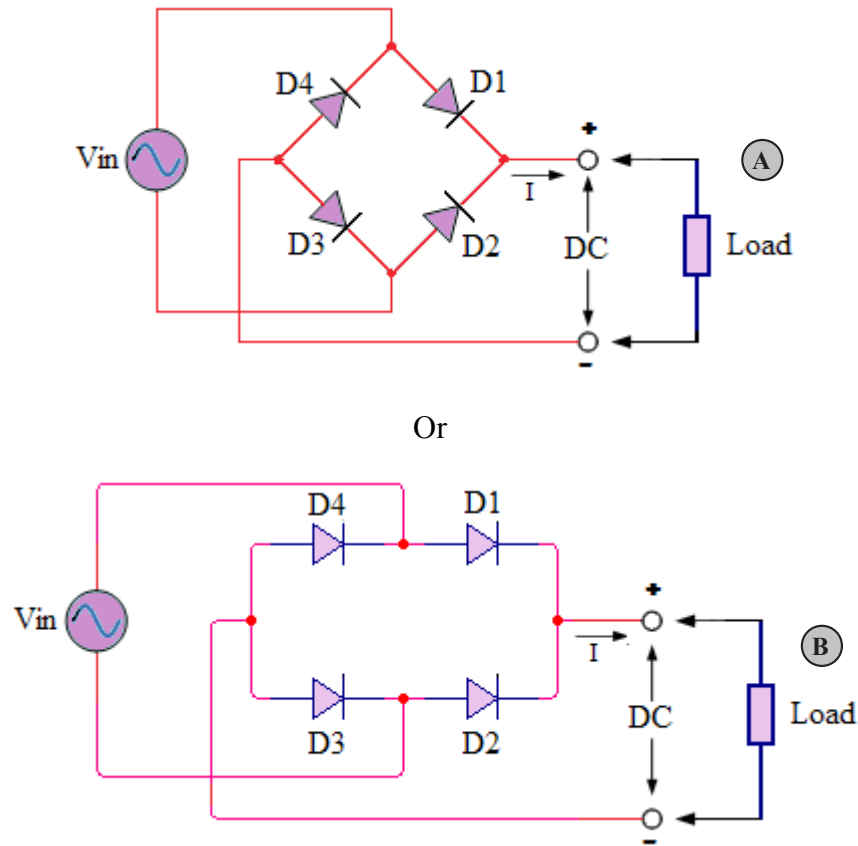 D4 D1
Vin + A
I
DC Load
D3 D2
-
Or
D4 D1
+
Vin B
I
DC Load
D3 D2
-